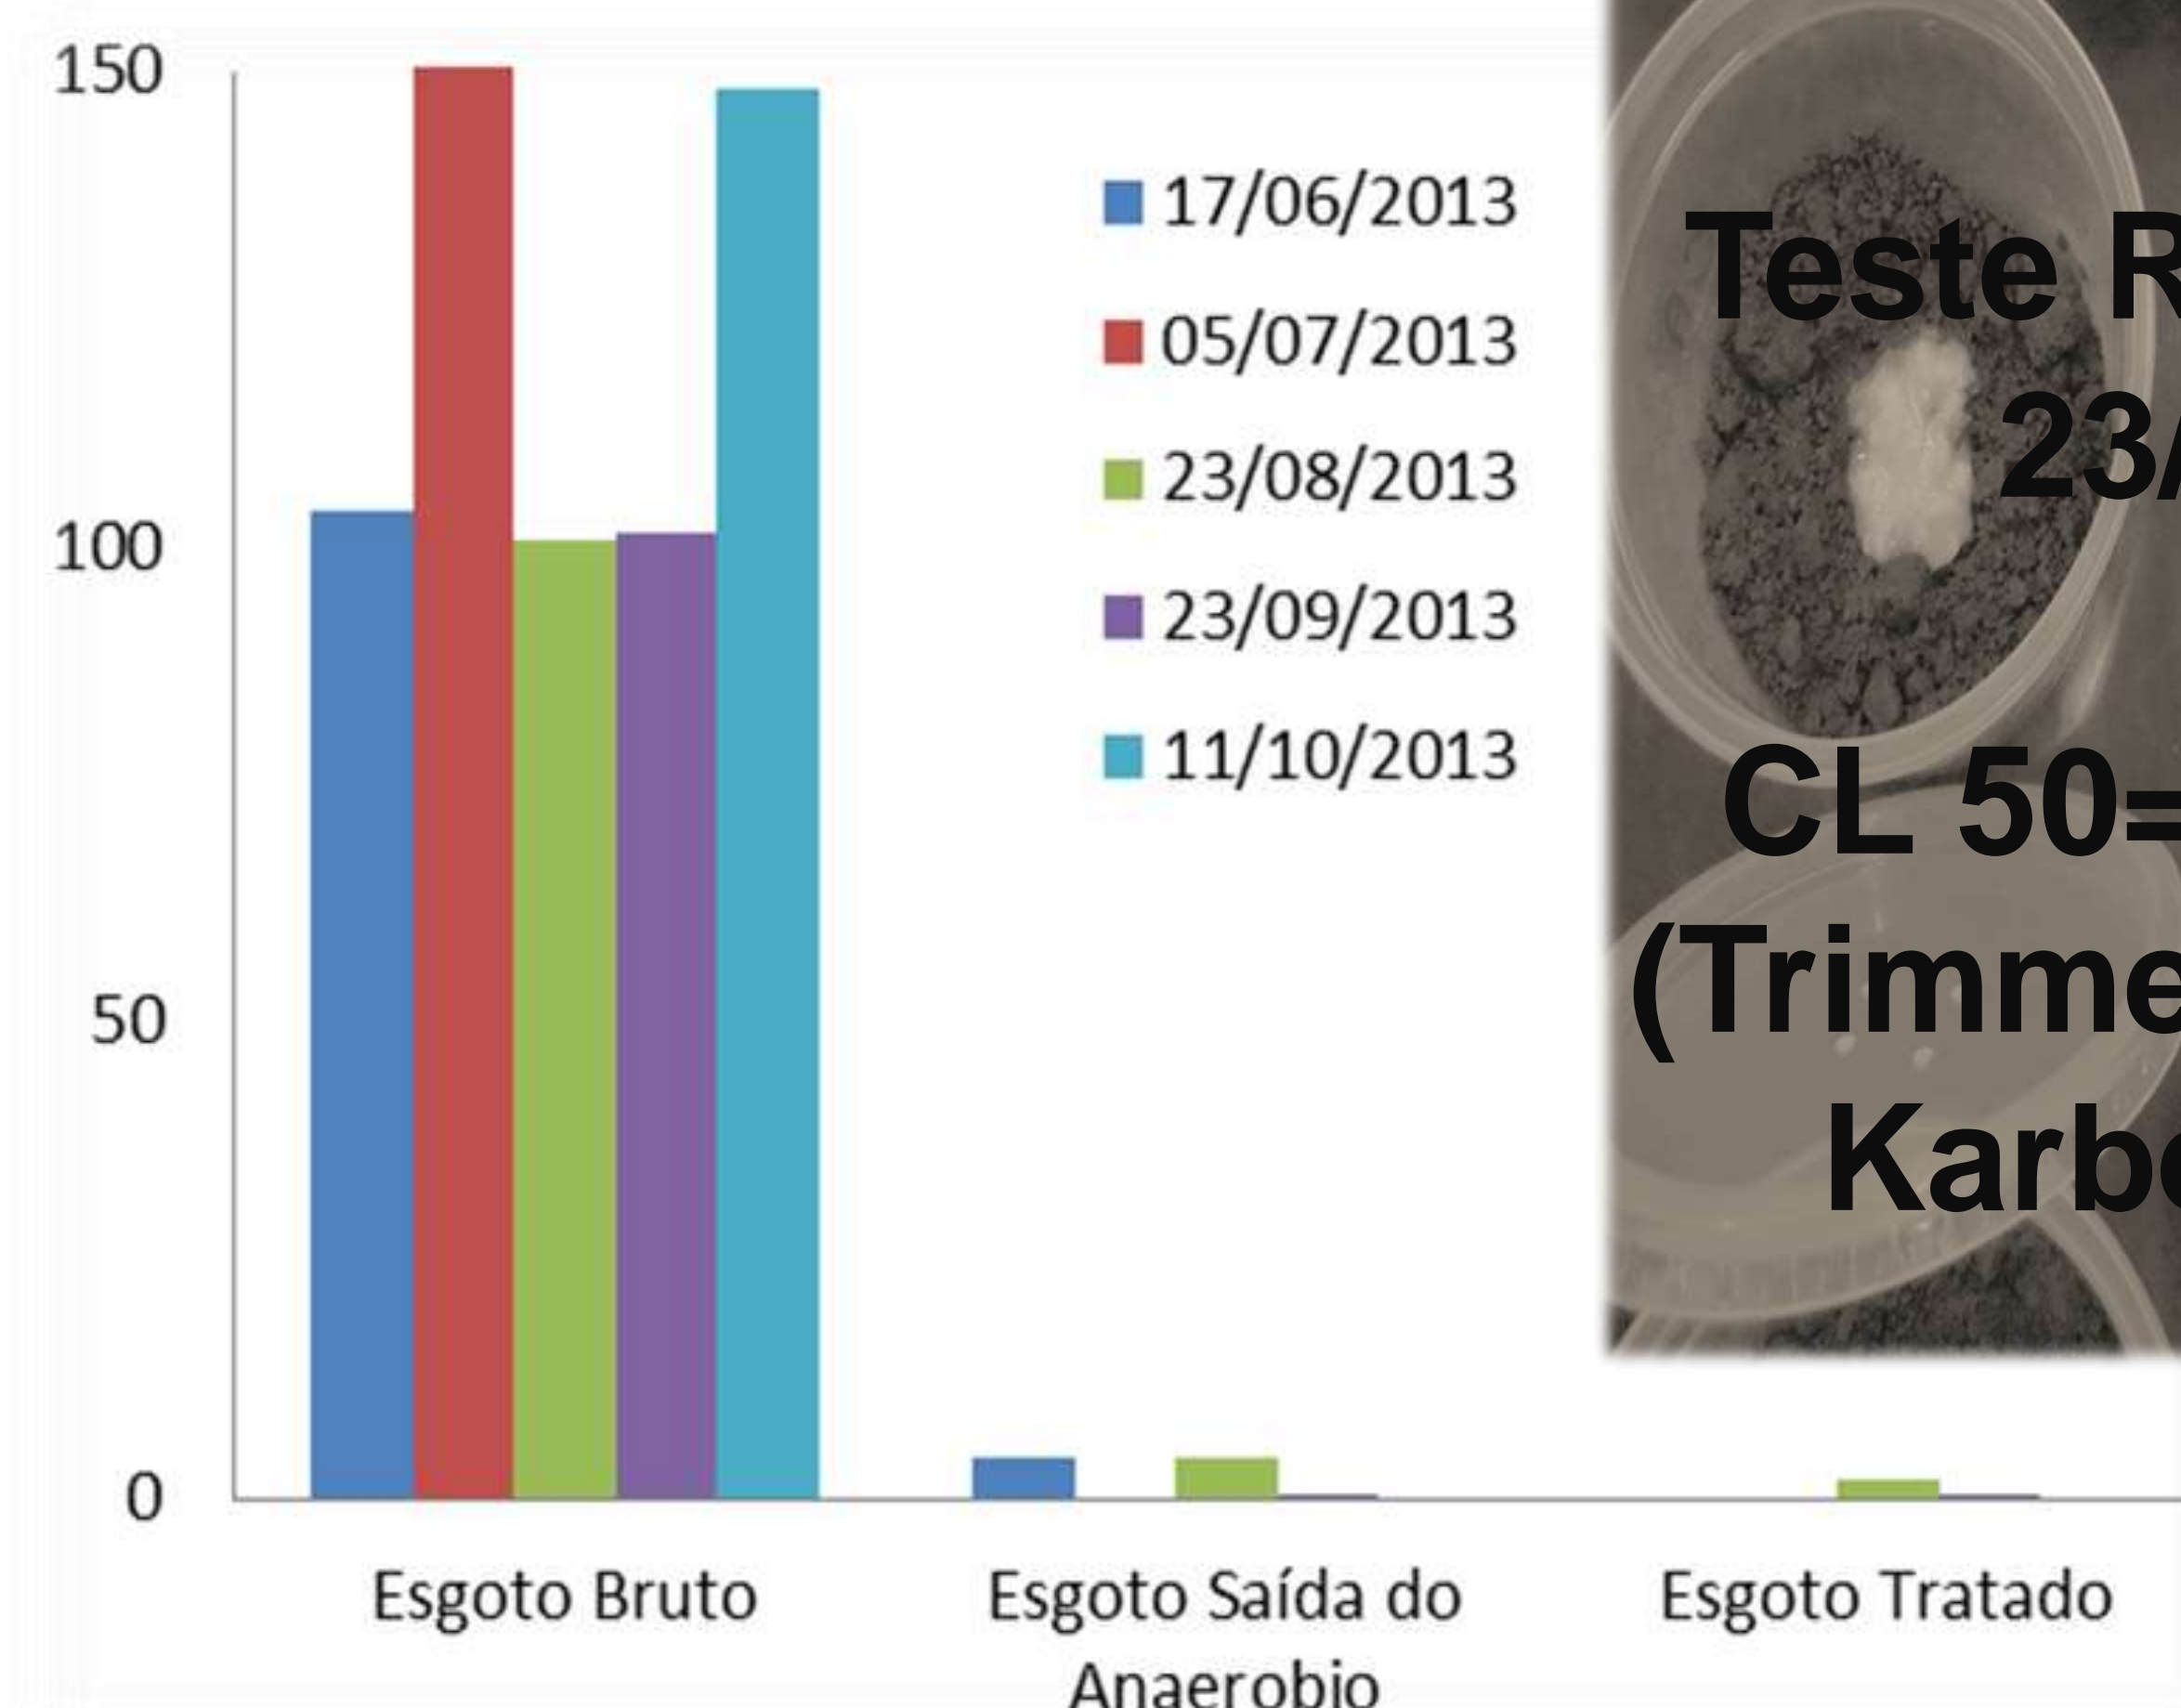 150
100
50
0
17/06/2013
05/07/2013
23/08/2013
23/09/2013
11/10/2013
Esgoto Bruto
Esgoto Saída do
Anaerobio
Esgoto Tratado
Teste R
23/
CL 50=
(Trimme
Karb